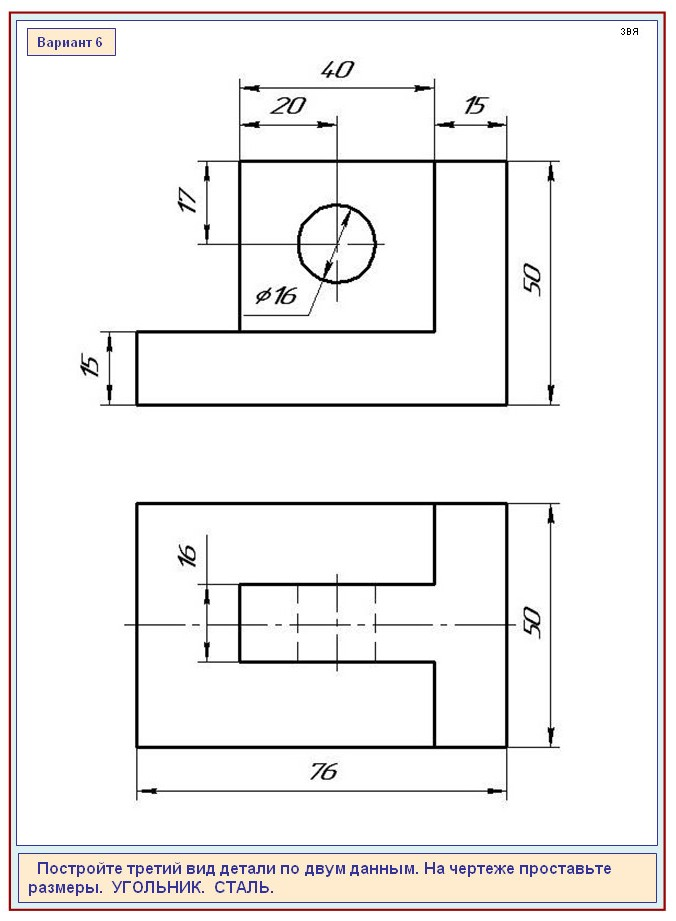 звя
Вариант 6
40
20
15
17
ϕ16
50
15
16
50
76
Постройте третий вид детали по двум данным. На чертеже проставьте
размеры. УГОЛЬНИК. СТАЛЬ.